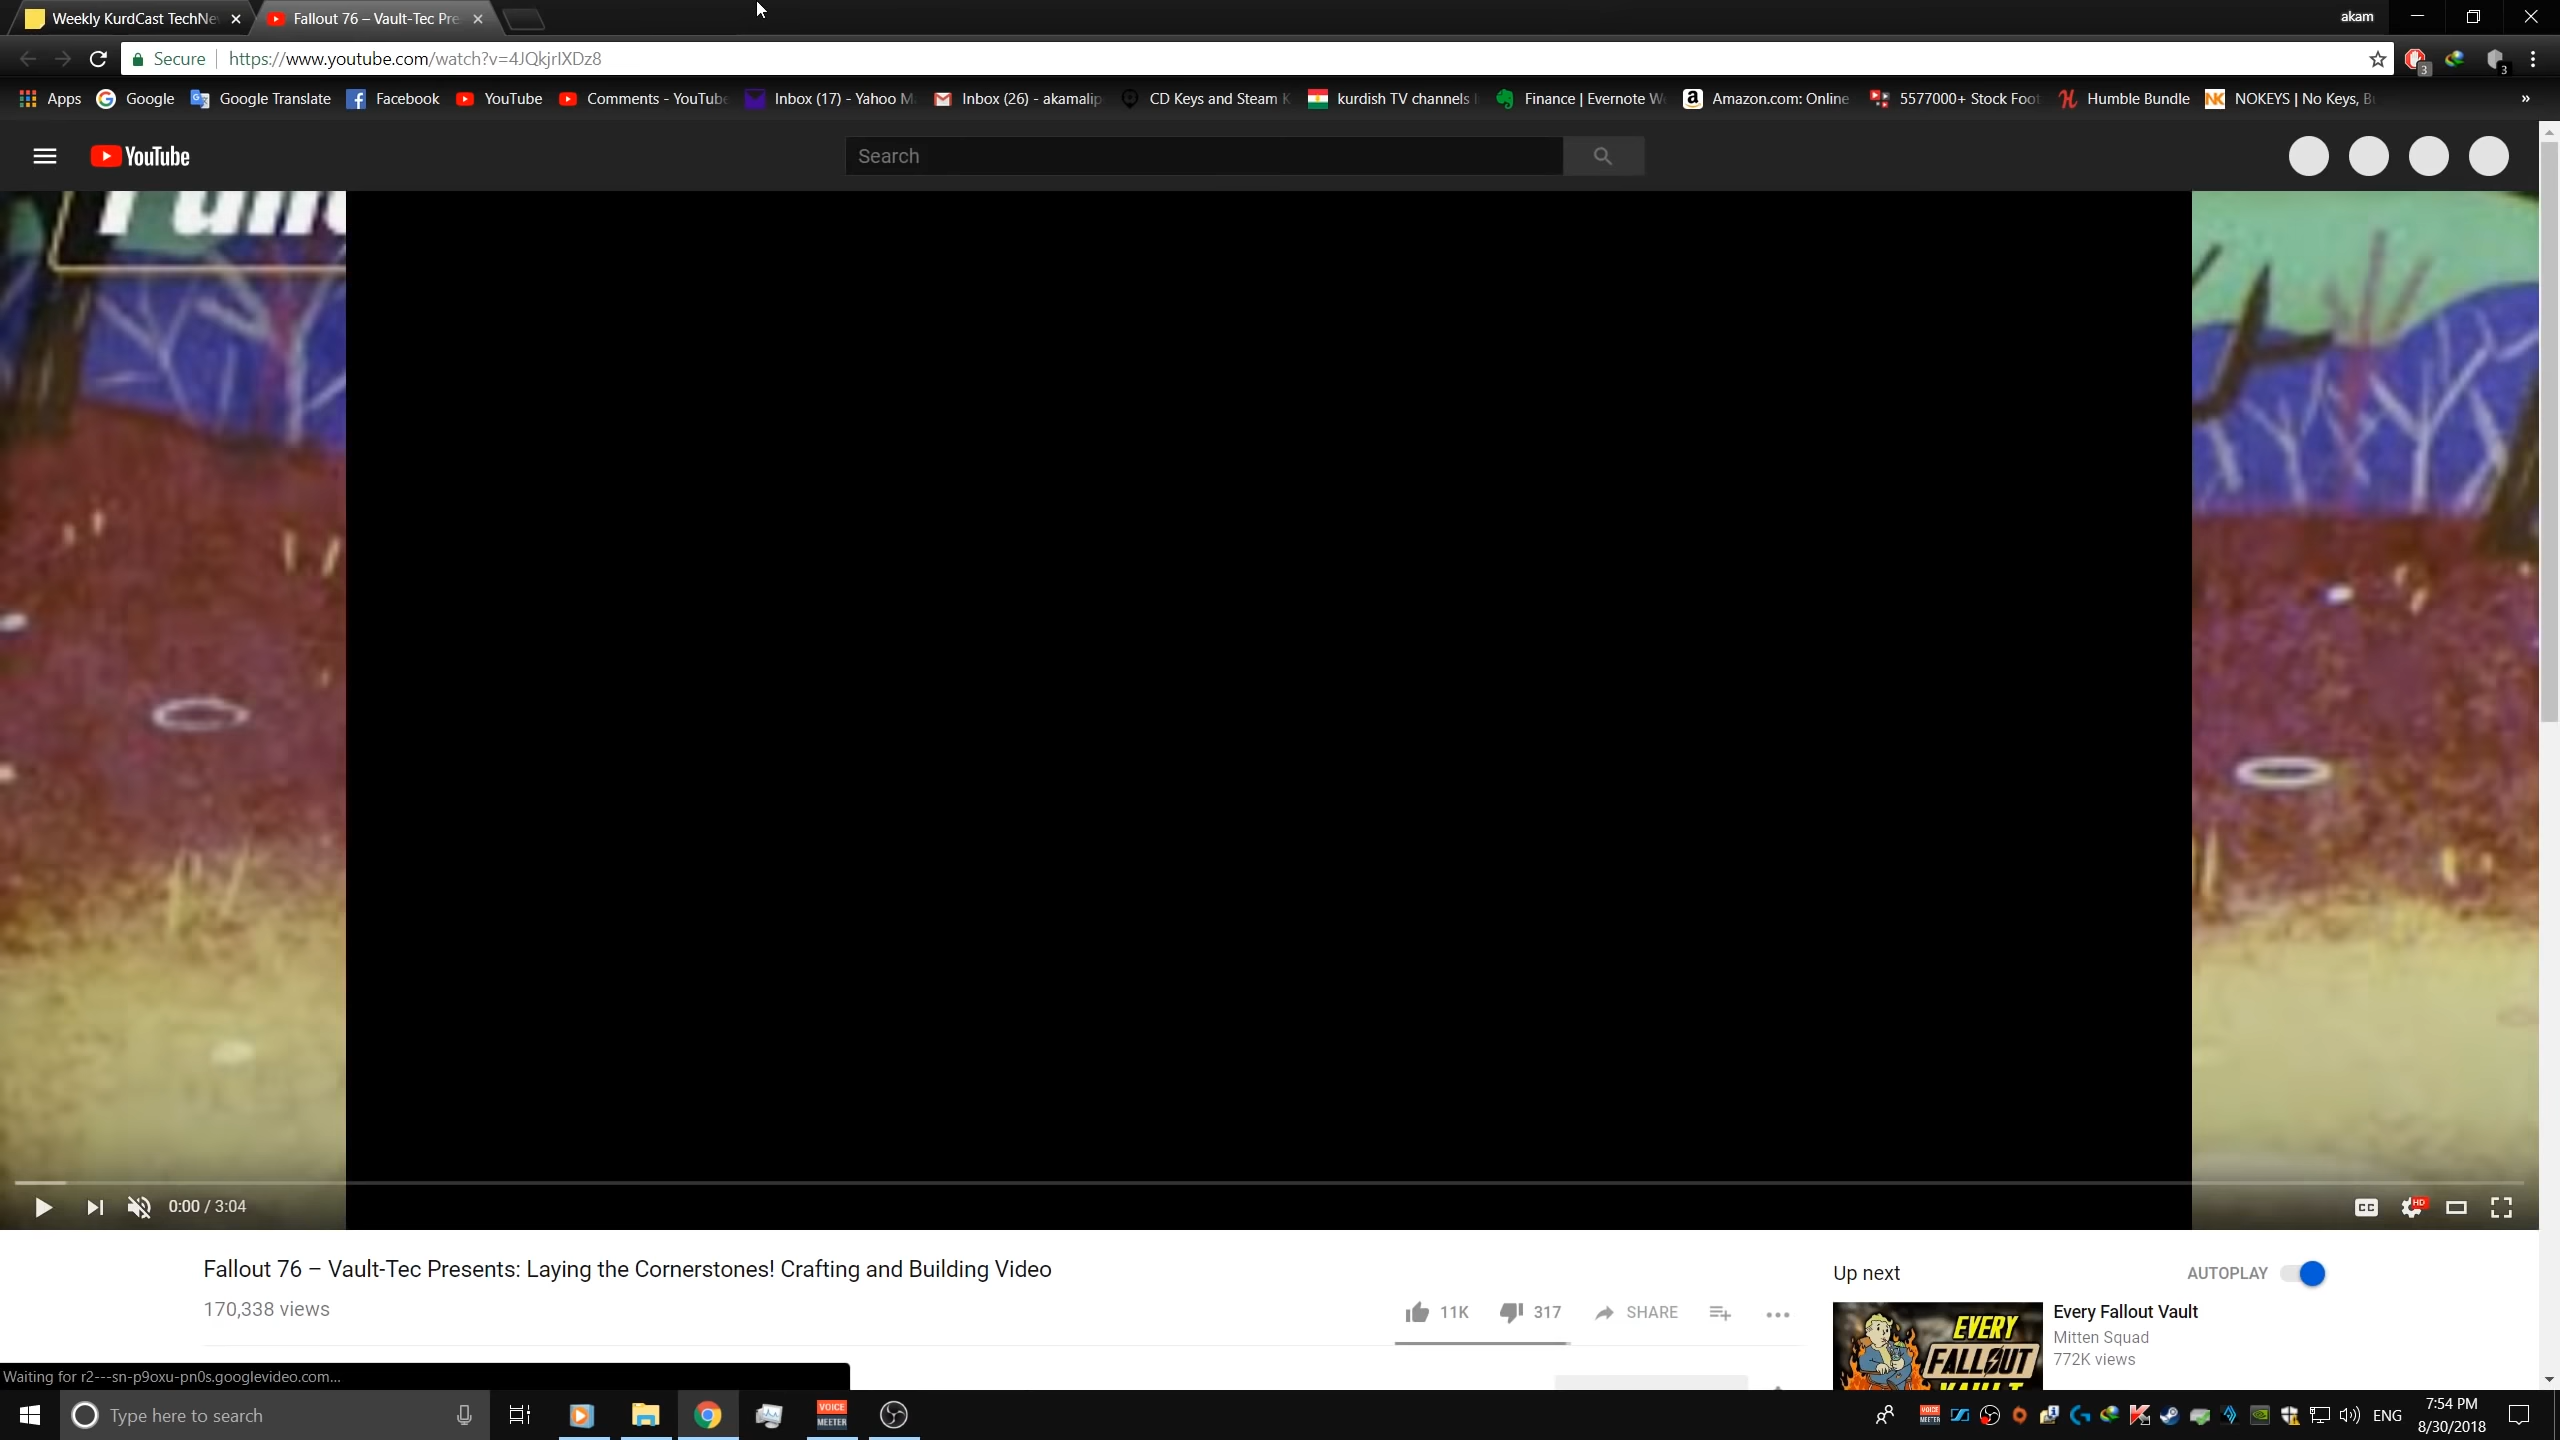 Weekly KurdCast TechNe
Fallout 76 – Vault-Tec Pre
akam
Secure
https://www.youtube.com/watch?v=4JQkjrlXDz8
3
3
Apps
Google
Google Translate
Facebook
YouTube
Comments - YouTube
Inbox (17) - Yahoo M
Inbox (26) - akamalip
CD Keys and Steam K
kurdish TV channels
Finance | Evernote W
Amazon.com: Online
5577000+ Stock Foot
Humble Bundle
NOKEYS | No Keys, B
»
YouTube
Search
0:00 / 3:04
CC
HD
Fallout 76 – Vault-Tec Presents: Laying the Cornerstones! Crafting and Building Video
170,338 views
11K
317
SHARE
Up next
AUTOPLAY
EVERY
FALLOUT
VAULT
Every Fallout Vault
Mitten Squad
772K views
Waiting for r2---sn-p9oxu-pn0s.googlevideo.com...
Type here to search
VOICE
MEETER
ENG
7:54 PM
8/30/2018